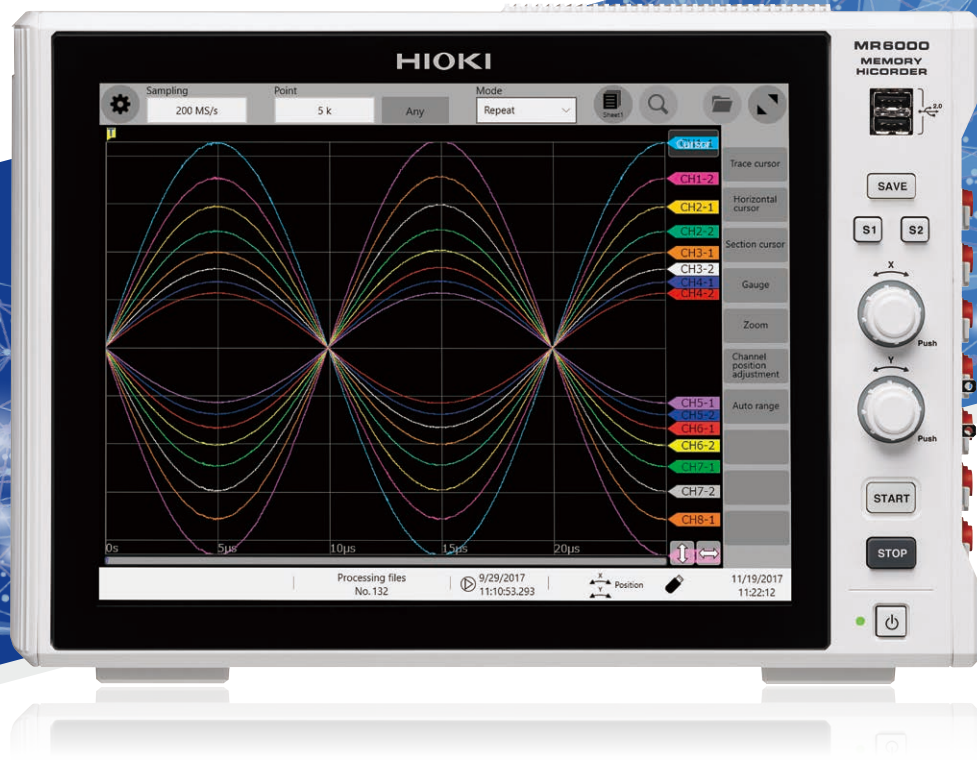 HIOKI
MR6000
MEMORY
HiCORDER
2.0
Sampling
200 MS/s
Point
5 k
Any
Mode
Repeat
Sheet1
Cursor
CH1-2
CH2-1
CH2-2
CH3-1
CH3-2
CH4-1
CH4-2
CH5-1
CH5-2
CH6-1
CH6-2
CH7-1
CH7-2
CH8-1
Trace cursor
Horizontal
cursor
Section cursor
Gauge
Zoom
Channel
position
adjustment
Auto range
0s
5µs
10µs
15µs
20µs
Processing files
No. 132
9/29/2017
11:10:53.293
X
Y
Position
11/19/2017
11:22:12
SAVE
S1
S2
X
Push
Y
Push
START
STOP